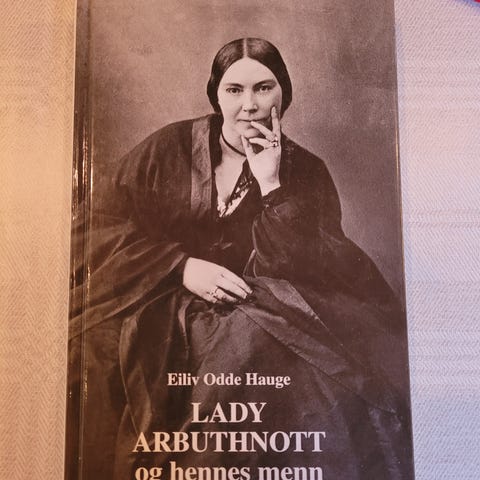 Eiliv Odde Hauge
LADY
ARBUTHNOTT
og hennes menn